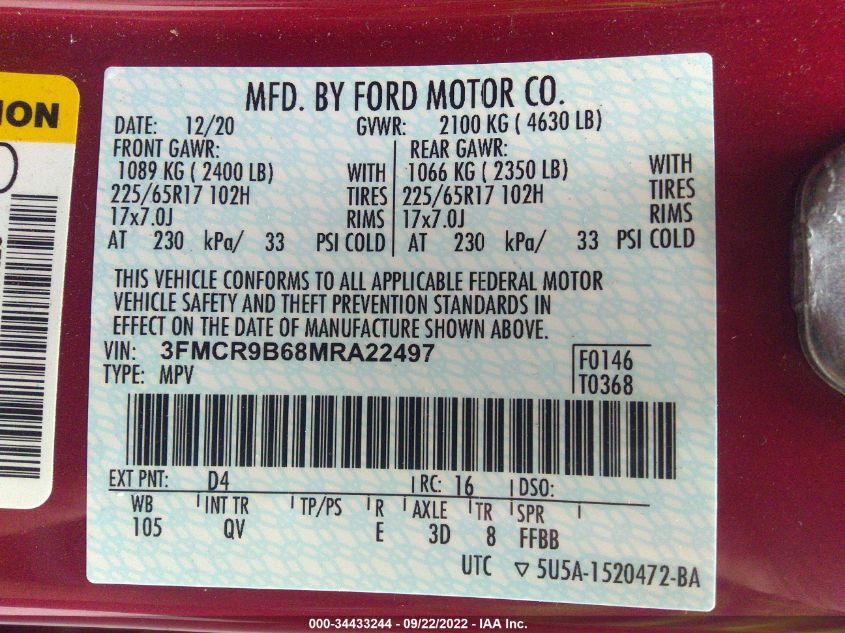 ION
MFD. BY FORD MOTOR CO.
DATE: 12/20 GVWR: 2100 KG ( 4630 LB)
FRONT GAWR: REAR GAWR:
1089 KG ( 2400 LB) WITH 1066 KG ( 2350 LB) WITH
225/65R17 102H TIRES 225/65R17 102H TIRES
17x7.0J RIMS 17x7.0J RIMS
AT 230 kPa/ 33 PSI COLD AT 230 kPa/ 33 PSI COLD
THIS VEHICLE CONFORMS TO ALL APPLICABLE FEDERAL MOTOR
VEHICLE SAFETY AND THEFT PREVENTION STANDARDS IN
EFFECT ON THE DATE OF MANUFACTURE SHOWN ABOVE.
VIN: 3FMCR9B68MRA22497 F0146
TYPE: MPV T0368
EXT PNT: D4 RC: 16 DSO:
WB INT TR TP/PS R AXLE TR SPR
105 QV E 3D 8 FFBB
UTC ▽ 5U5A-1520472-BA
000-34433244 - 09/22/2022 - IAA Inc.